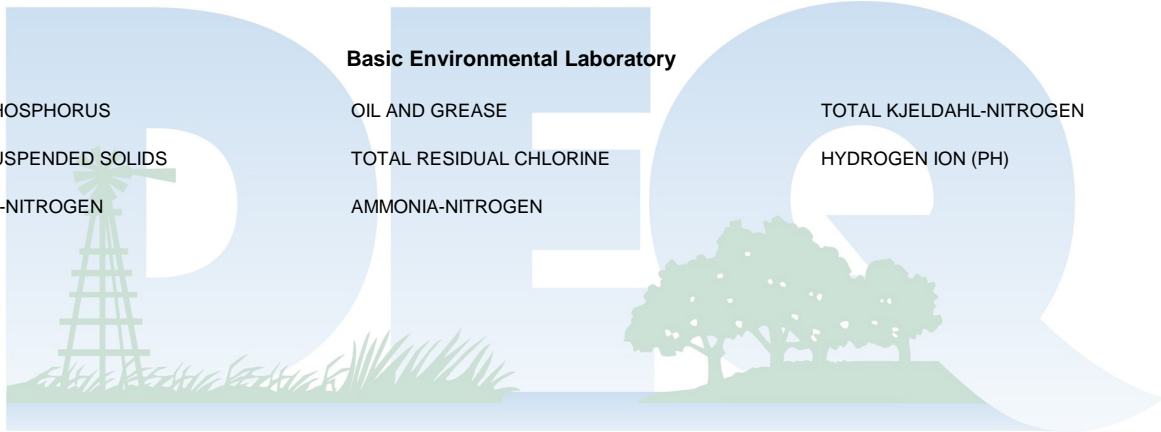 Basic Environmental Laboratory
HOSPHORUS OIL AND GREASE TOTAL KJELDAHL-NITROGEN
USPENDED SOLIDS TOTAL RESIDUAL CHLORINE HYDROGEN ION (PH)
-NITROGEN AMMONIA-NITROGEN
DEQ